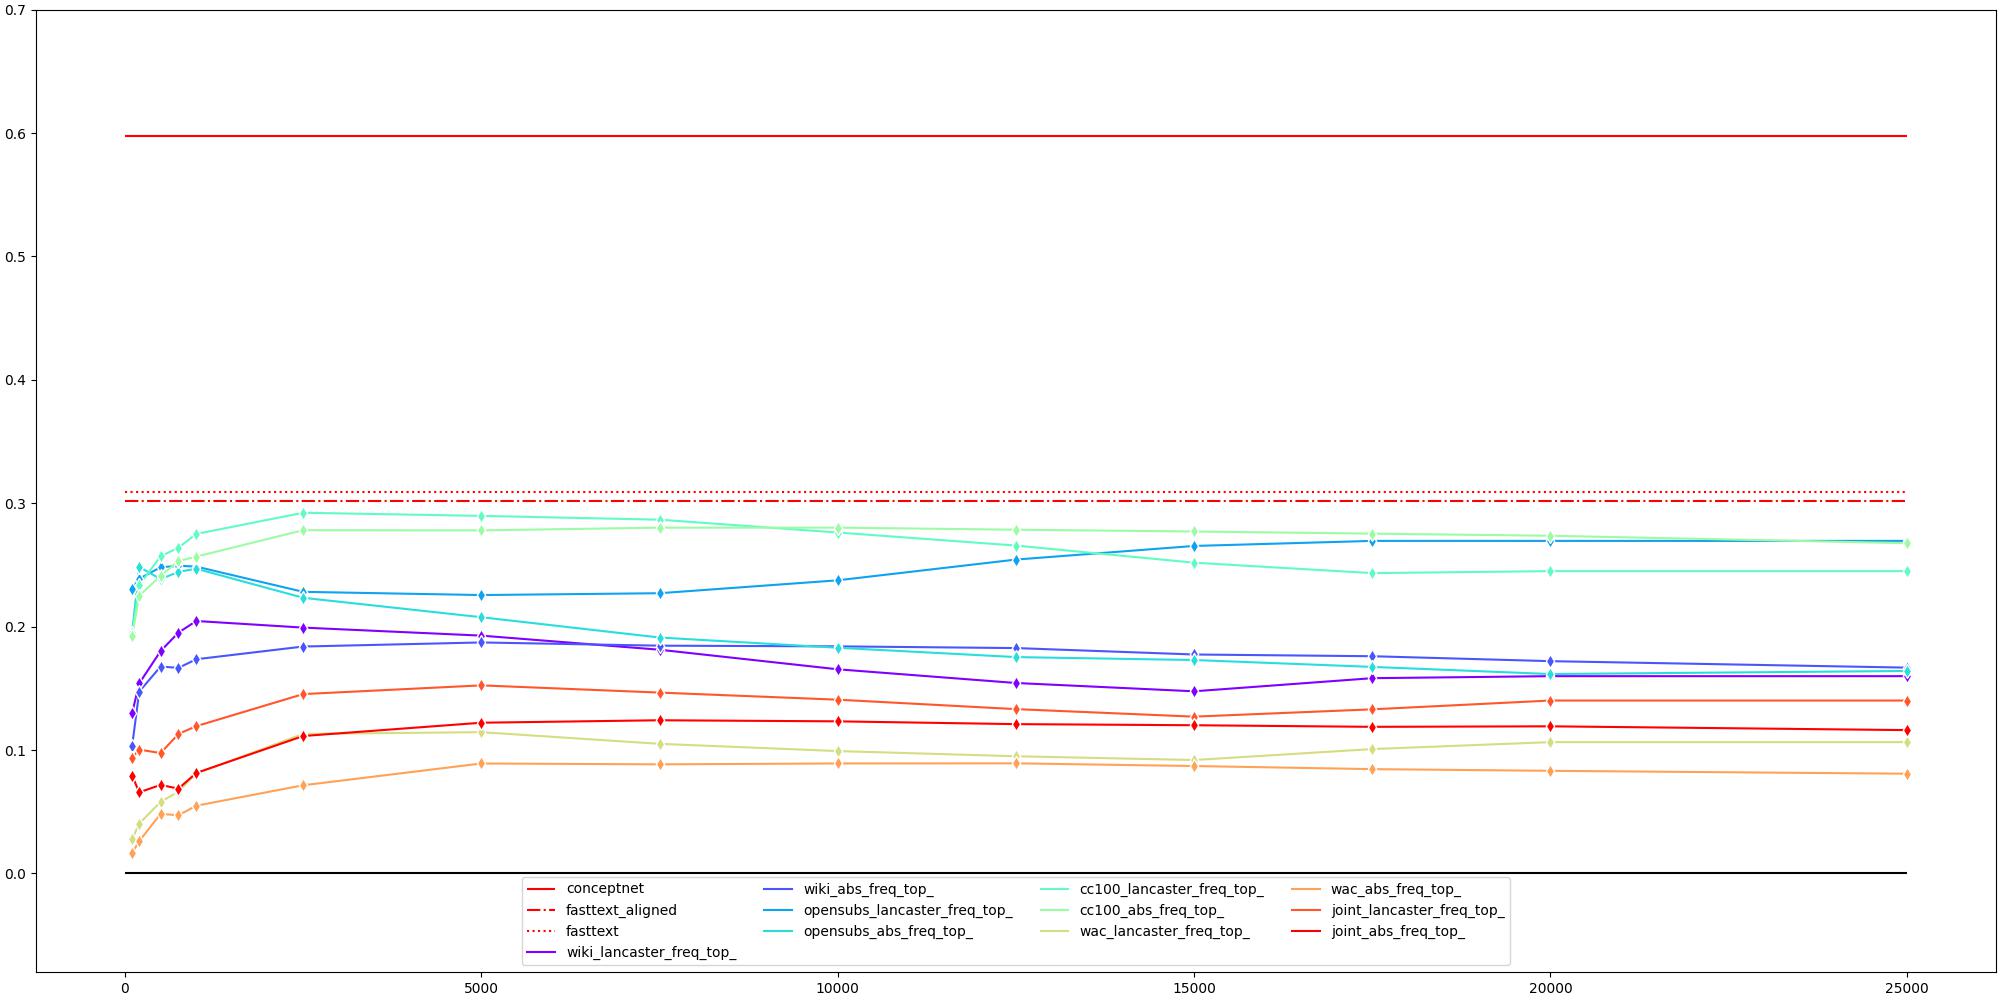 0.7
0.6
0.5
0.4
0.3
0.2
0.1
0.0
conceptnet
fasttext_aligned
fasttext
wiki_lancaster_freq_top_
wiki_abs_freq_top_
opensubs_lancaster_freq_top_
opensubs_abs_freq_top_
cc100_lancaster_freq_top_
cc100_abs_freq_top_
wac_lancaster_freq_top_
wac_abs_freq_top_
joint_lancaster_freq_top_
joint_abs_freq_top_
0 5000 10000 15000 20000 25000